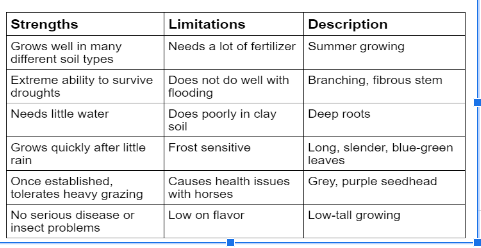 Strengths Limitations Description
Grows well in many Needs a lot of fertilizer Summer growing
different soil types
Extreme ability to survive Does not do well with Branching, fibrous stem
droughts flooding
Needs little water Does poorly in clay Deep roots
soil
Grows quickly after little Frost sensitive Long, slender, blue-green
rain leaves
Once established, Causes health issues Grey, purple seedhead
tolerates heavy grazing with horses
No serious disease or Low on flavor Low-tall growing
insect problems